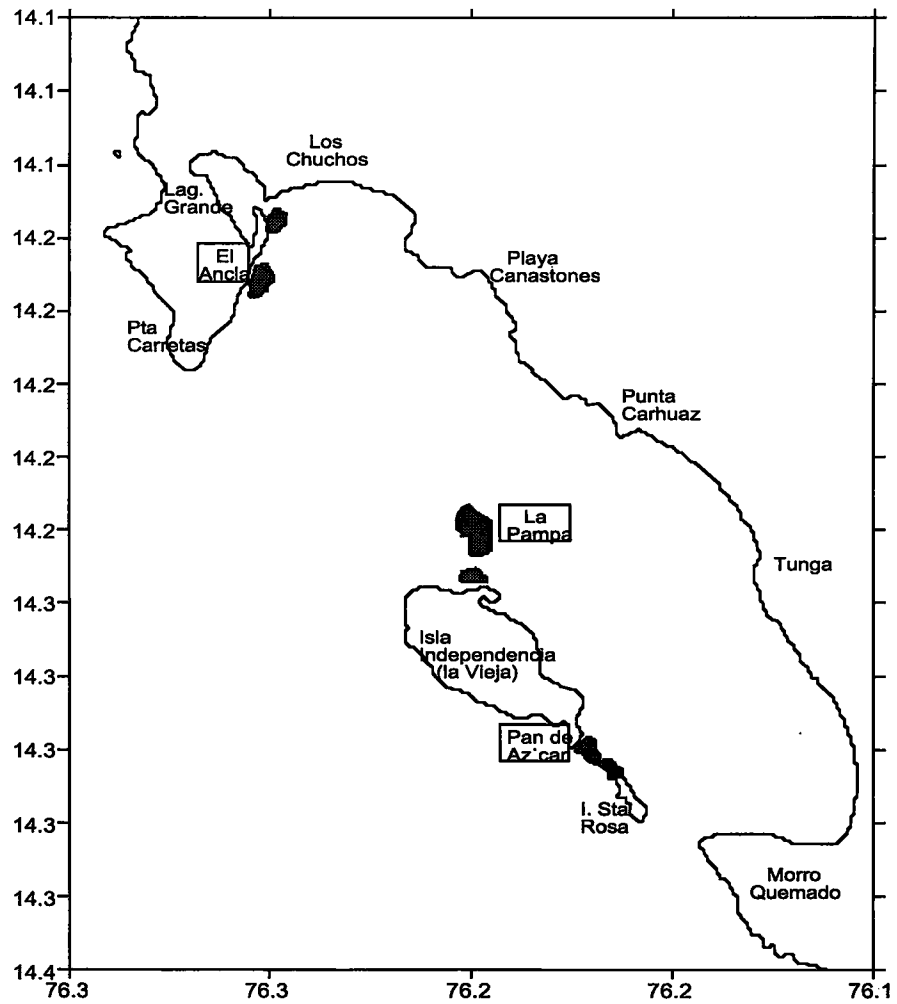 14.1
14.1
14.1
14.2
14.2
14.2
14.2
14.2
14.3
14.3
14.3
14.3
14.3
14.4
76.3
76.3
76.2
76.2
76.1
Los
Chuchos
Lag.
Grande
El
Ancla
Pta
Carretas
Playa
Canastones
Punta
Carhuaz
La
Pampa
Tunga
Isla
Independencia
(la Vieja)
Pan de
Az˙car
I. Sta
Rosa
Morro
Quemado